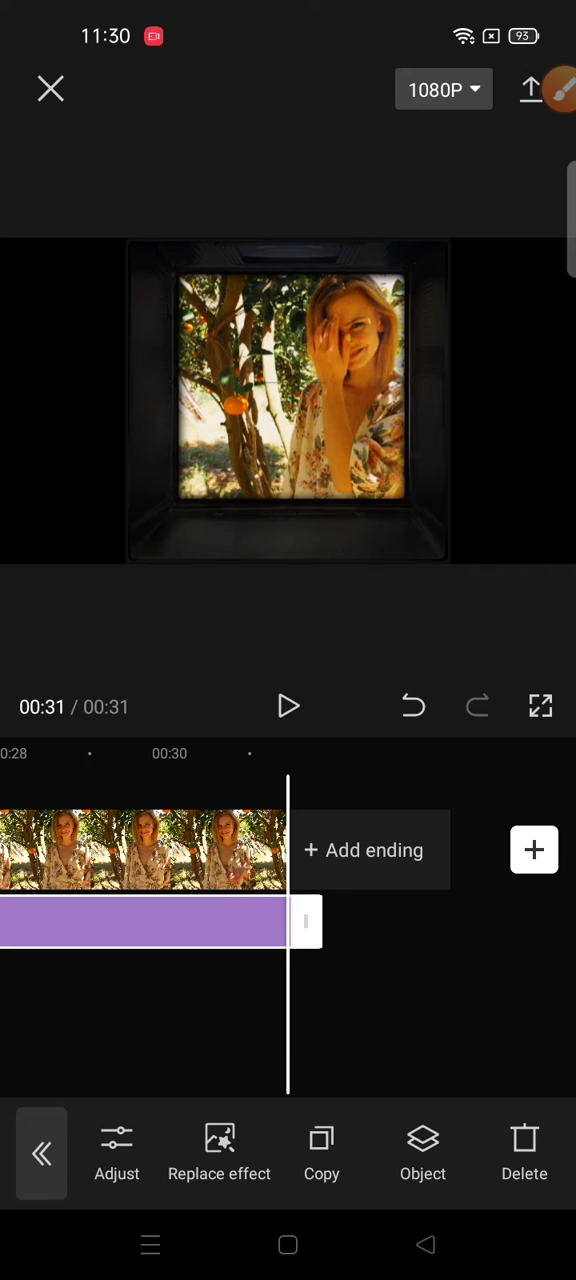 11:30
93
1080P
00:31 / 00:31
0:28
00:30
+ Add ending
Adjust
Replace effect
Copy
Object
Delete